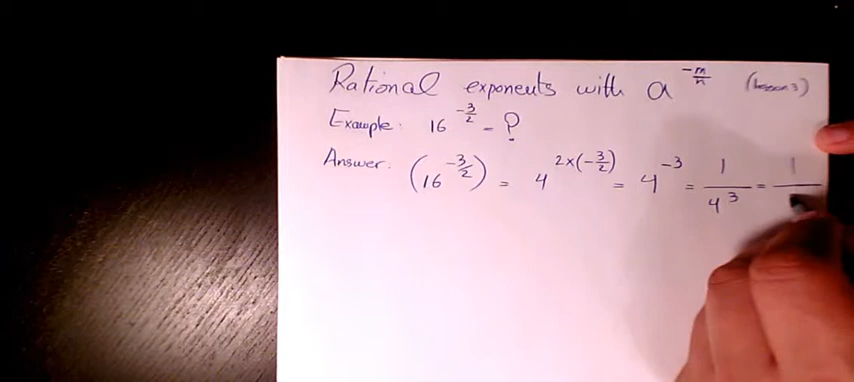 Rational exponents with a^(-m/n) (Lesson 3)
Example: 16^(-3/2) = ?
Answer: (16^(-3/2)) = 4^(2×(-3/2)) = 4^(-3) = 1/4^3 = 1/